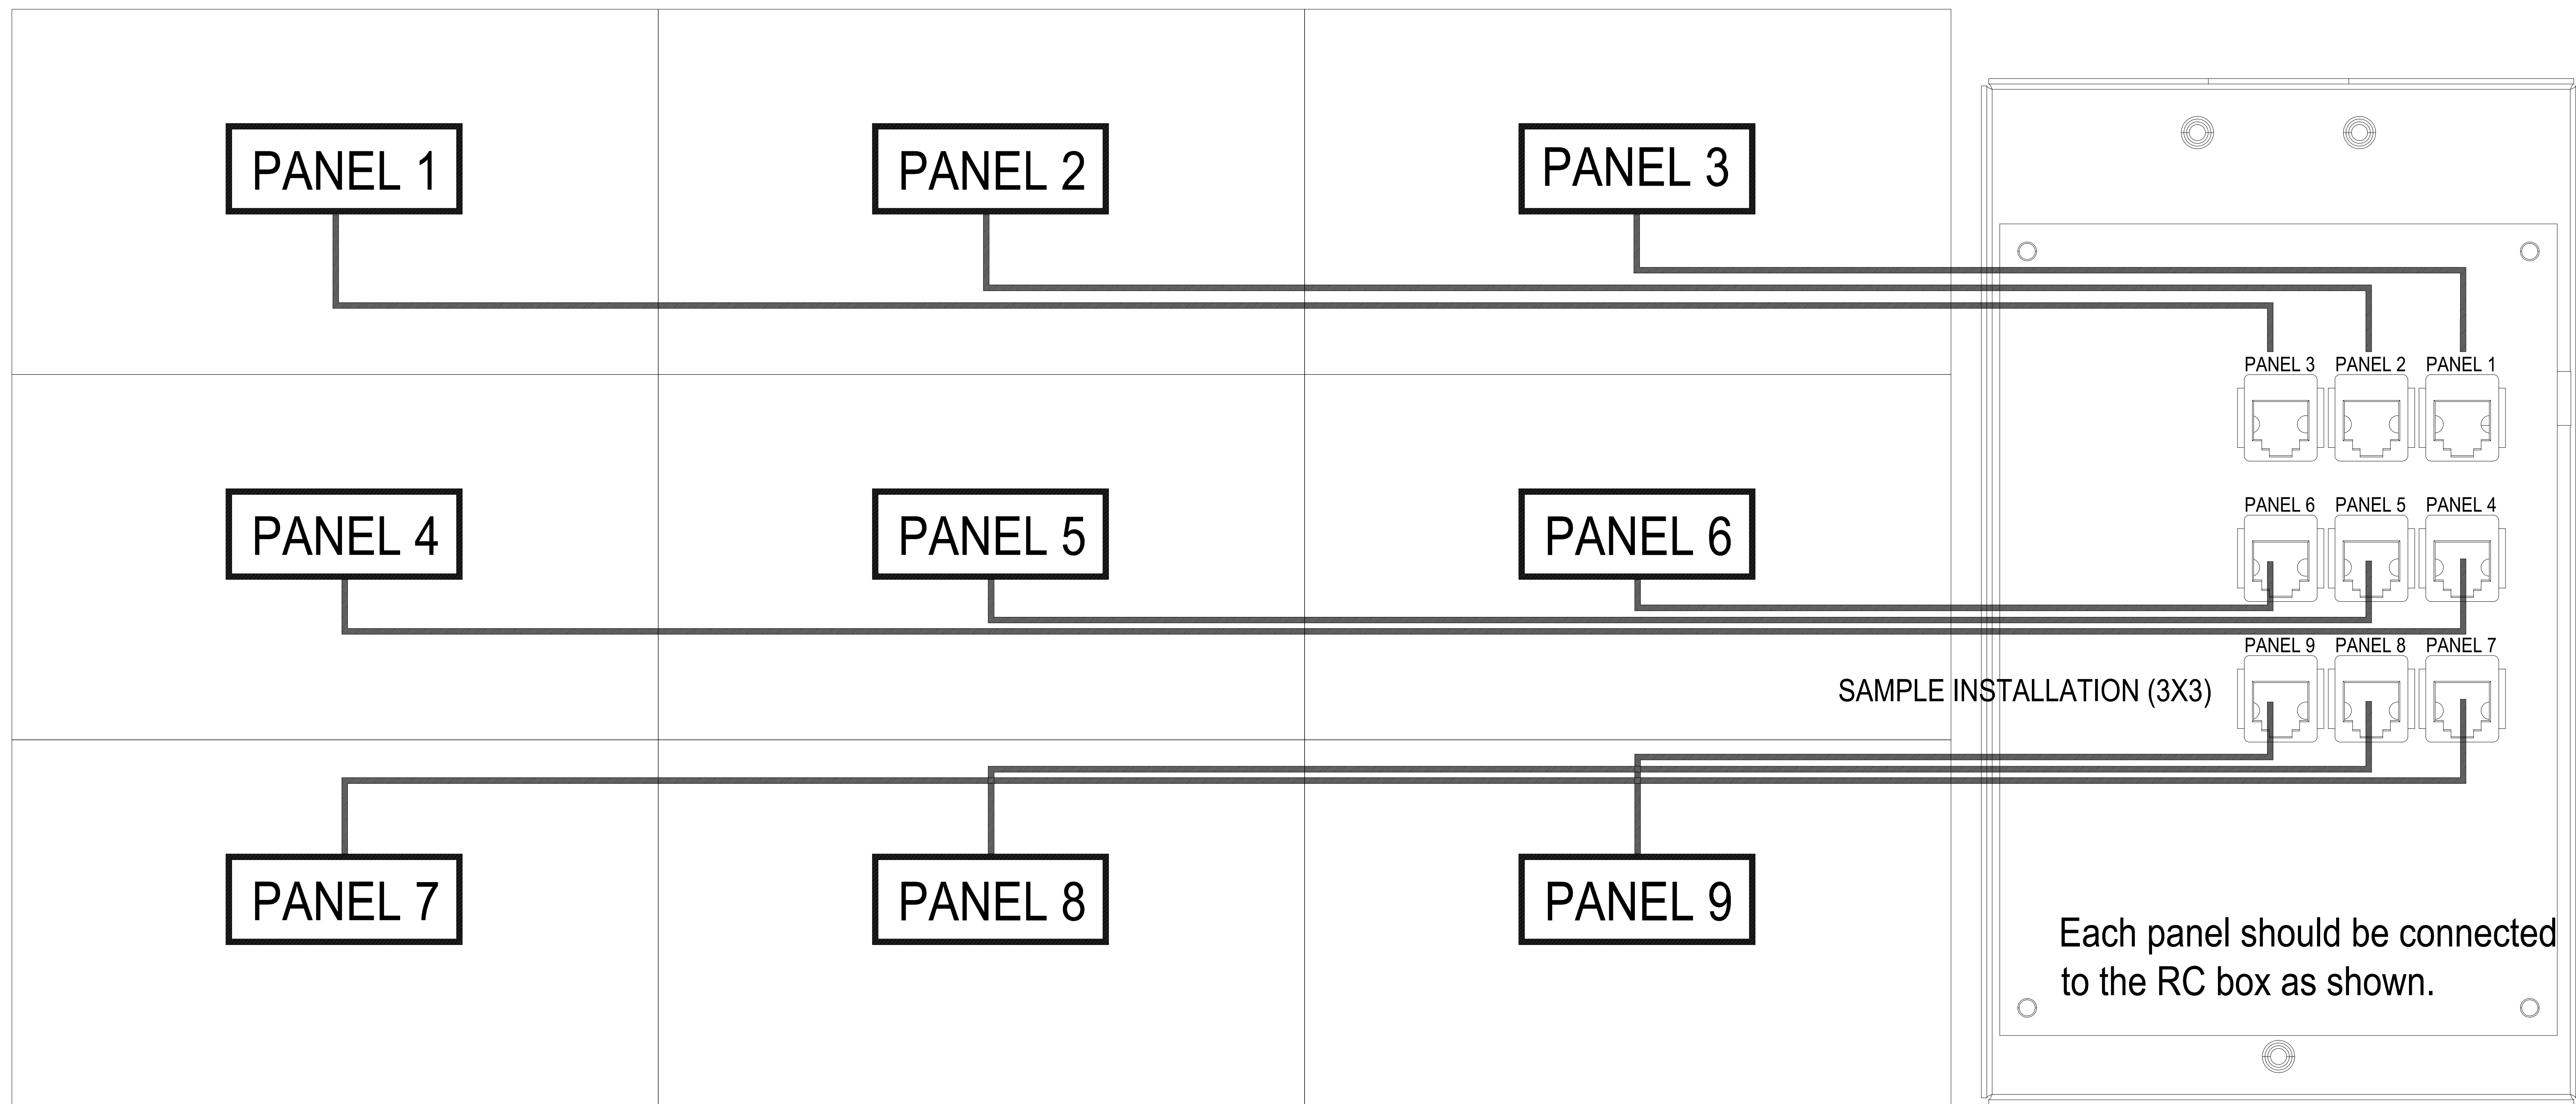 PANEL 1
PANEL 2
PANEL 3
PANEL 3 PANEL 2 PANEL 1
PANEL 4
PANEL 5
PANEL 6
PANEL 6 PANEL 5 PANEL 4
PANEL 9 PANEL 8 PANEL 7
SAMPLE INSTALLATION (3X3)
PANEL 7
PANEL 8
PANEL 9
Each panel should be connected
to the RC box as shown.